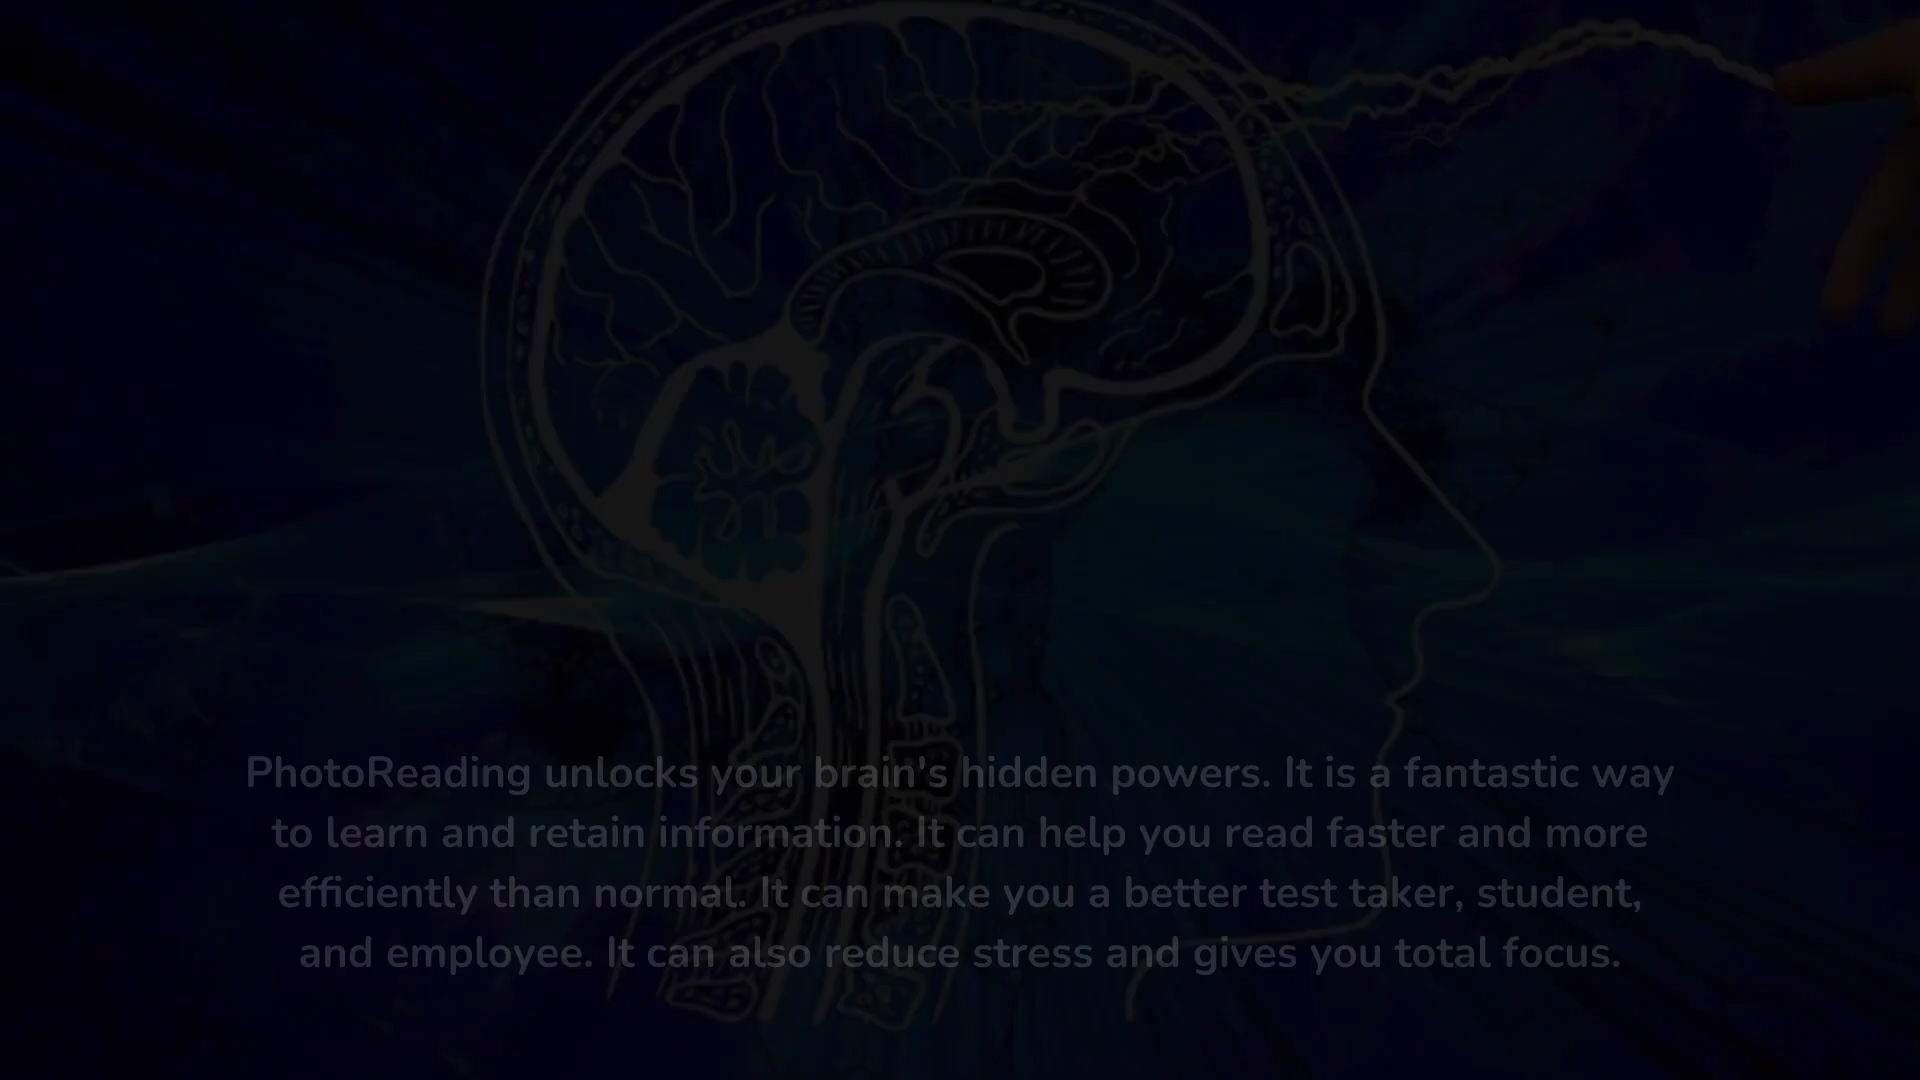 PhotoReading unlocks your brain's hidden powers. It is a fantastic way
to learn and retain information. It can help you read faster and more
efficiently than normal. It can make you a better test taker, student,
and employee. It can also reduce stress and gives you total focus.